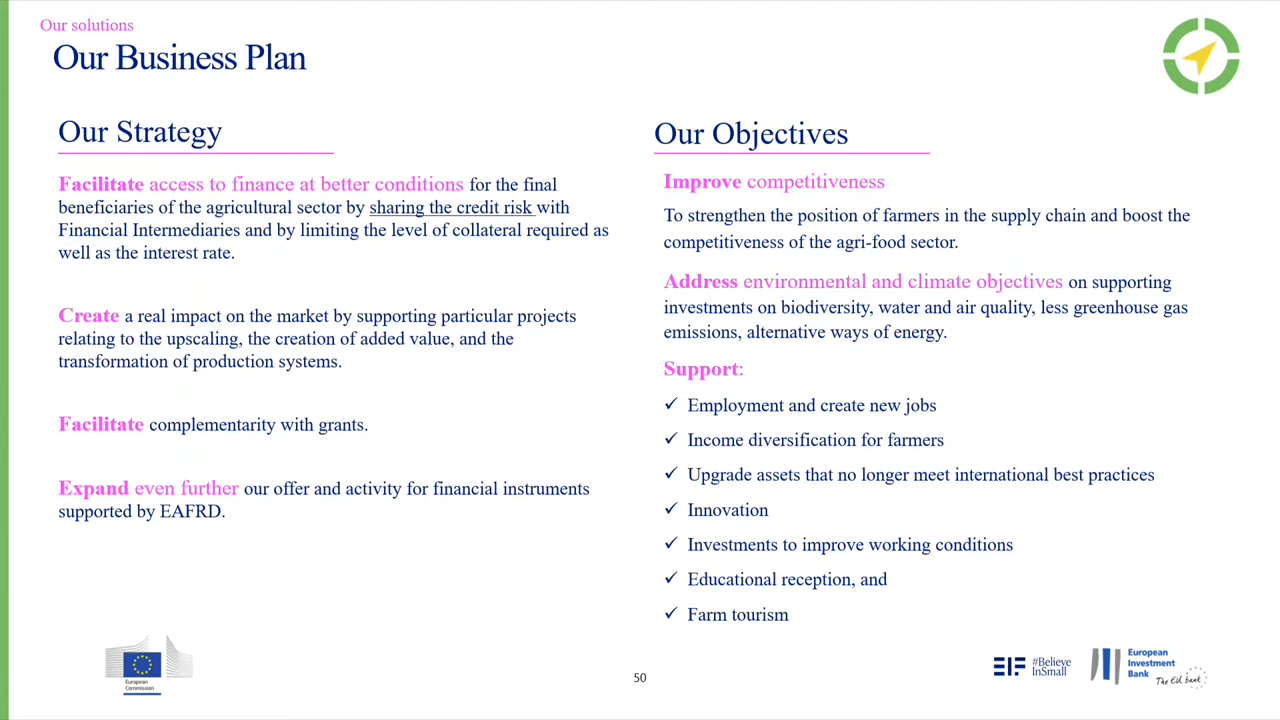 Our solutions
Our Business Plan
Our Strategy
Facilitate access to finance at better conditions for the final
beneficiaries of the agricultural sector by sharing the credit risk with
Financial Intermediaries and by limiting the level of collateral required as
well as the interest rate.
Create a real impact on the market by supporting particular projects
relating to the upscaling, the creation of added value, and the
transformation of production systems.
Facilitate complementarity with grants.
Expand even further our offer and activity for financial instruments
supported by EAFRD.
Our Objectives
Improve competitiveness
To strengthen the position of farmers in the supply chain and boost the
competitiveness of the agri-food sector.
Address environmental and climate objectives on supporting
investments on biodiversity, water and air quality, less greenhouse gas
emissions, alternative ways of energy.
Support:
✓ Employment and create new jobs
✓ Income diversification for farmers
✓ Upgrade assets that no longer meet international best practices
✓ Innovation
✓ Investments to improve working conditions
✓ Educational reception, and
✓ Farm tourism
European
Commission
50
EIF #Believe
InSmall
European
Investment
Bank
The EU bank